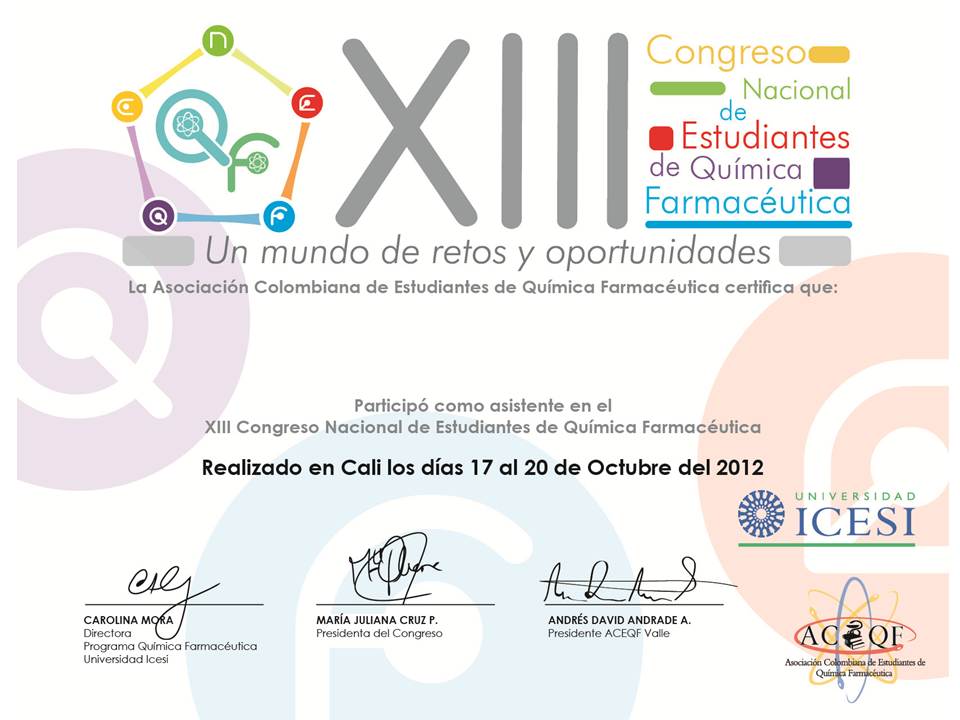 n
C
C
Q
F
Q
F
XIII
Congreso
Nacional
de
Estudiantes
de Química
Farmacéutica
Un mundo de retos y oportunidades
La Asociación Colombiana de Estudiantes de Química Farmacéutica certifica que:
Participó como asistente en el
XIII Congreso Nacional de Estudiantes de Química Farmacéutica
Realizado en Cali los días 17 al 20 de Octubre del 2012
UNIVERSIDAD
ICESI
CAROLINA MORA
Directora
Programa Química Farmacéutica
Universidad Icesi
MARÍA JULIANA CRUZ P.
Presidenta del Congreso
ANDRÉS DAVID ANDRADE A.
Presidente ACEQF Valle
ACEQF
Asociación Colombiana de Estudiantes de
Química Farmacéutica